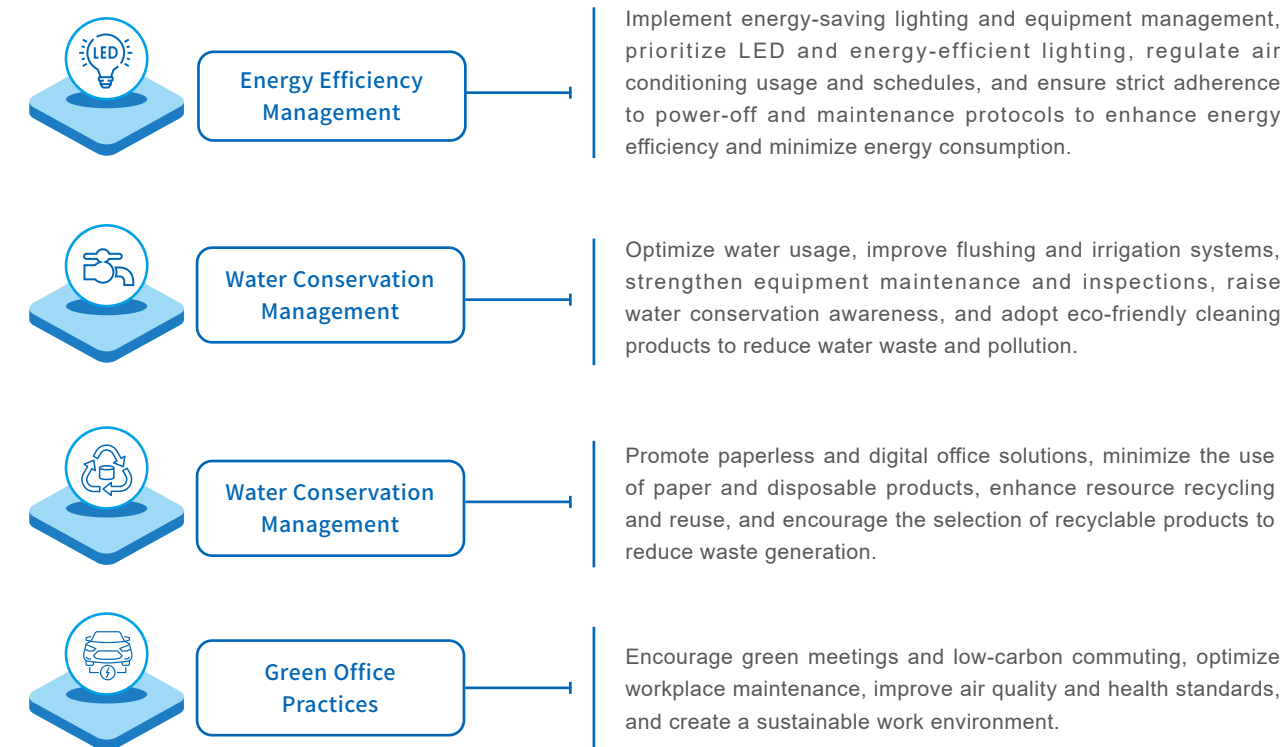 LED
Energy Efficiency
Management
Implement energy-saving lighting and equipment management,
prioritize LED and energy-efficient lighting, regulate air
conditioning usage and schedules, and ensure strict adherence
to power-off and maintenance protocols to enhance energy
efficiency and minimize energy consumption.
Water Conservation
Management
Optimize water usage, improve flushing and irrigation systems,
strengthen equipment maintenance and inspections, raise
water conservation awareness, and adopt eco-friendly cleaning
products to reduce water waste and pollution.
Water Conservation
Management
Promote paperless and digital office solutions, minimize the use
of paper and disposable products, enhance resource recycling
and reuse, and encourage the selection of recyclable products to
reduce waste generation.
Green Office
Practices
Encourage green meetings and low-carbon commuting, optimize
workplace maintenance, improve air quality and health standards,
and create a sustainable work environment.